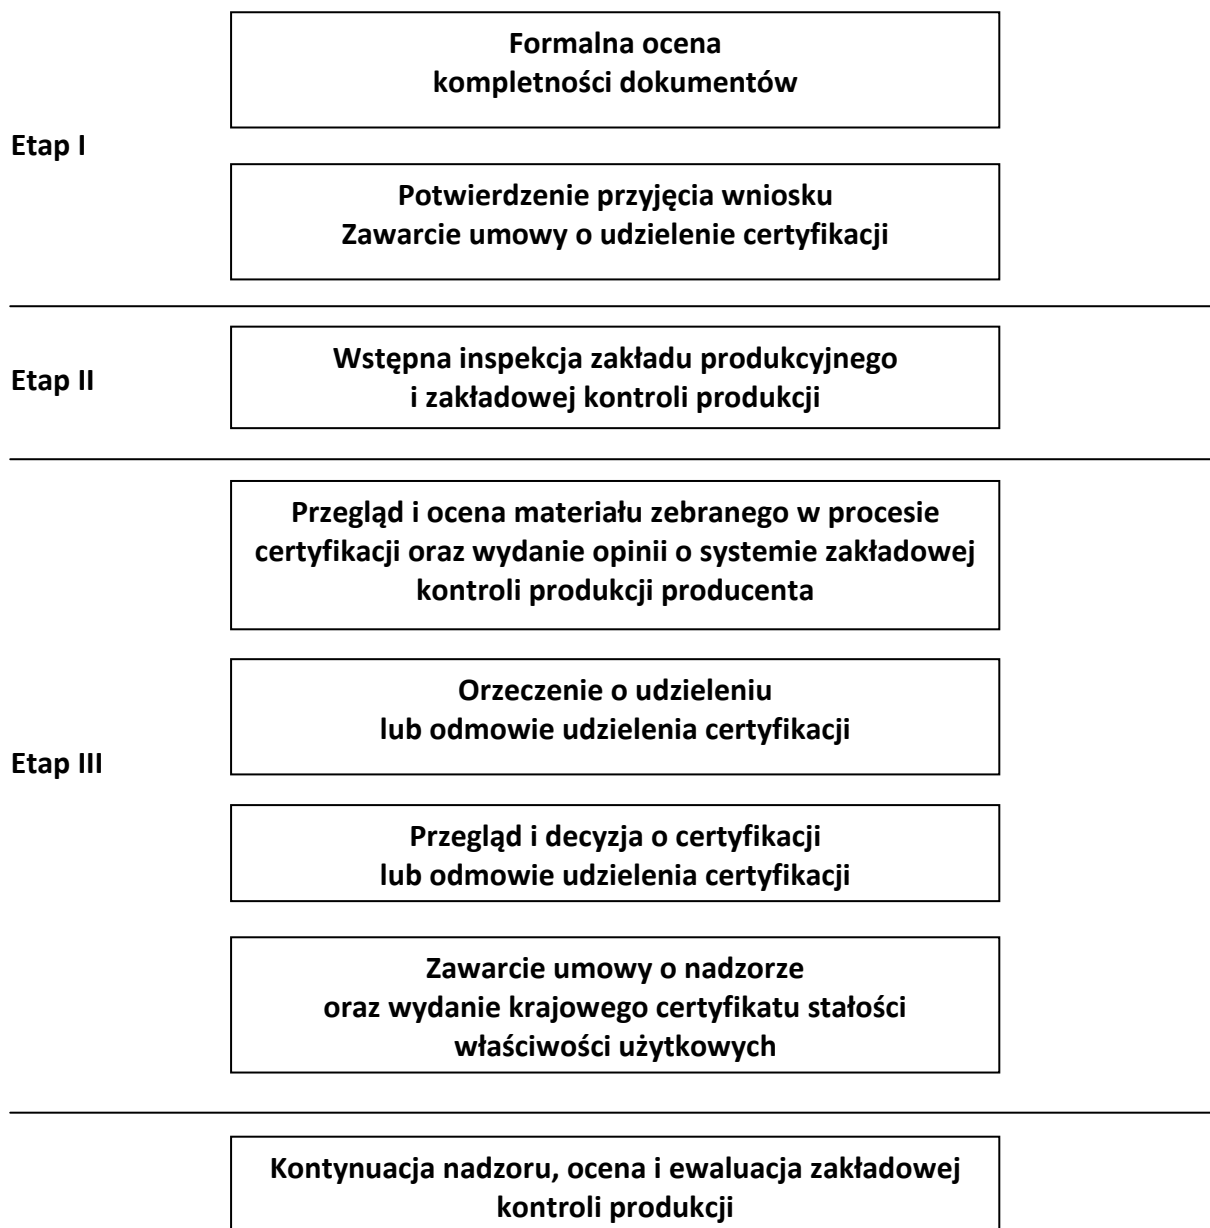 Formalna ocena
kompletności dokumentów
Etap I
Potwierdzenie przyjęcia wniosku
Zawarcie umowy o udzielenie certyfikacji
Wstępna inspekcja zakładu produkcyjnego
i zakładowej kontroli produkcji
Etap II
Przegląd i ocena materiału zebranego w procesie
certyfikacji oraz wydanie opinii o systemie zakładowej
kontroli produkcji producenta
Orzeczenie o udzieleniu
lub odmowie udzielenia certyfikacji
Etap III
Przegląd i decyzja o certyfikacji
lub odmowie udzielenia certyfikacji
Zawarcie umowy o nadzorze
oraz wydanie krajowego certyfikatu stałości
właściwości użytkowych
Kontynuacja nadzoru, ocena i ewaluacja zakładowej
kontroli produkcji